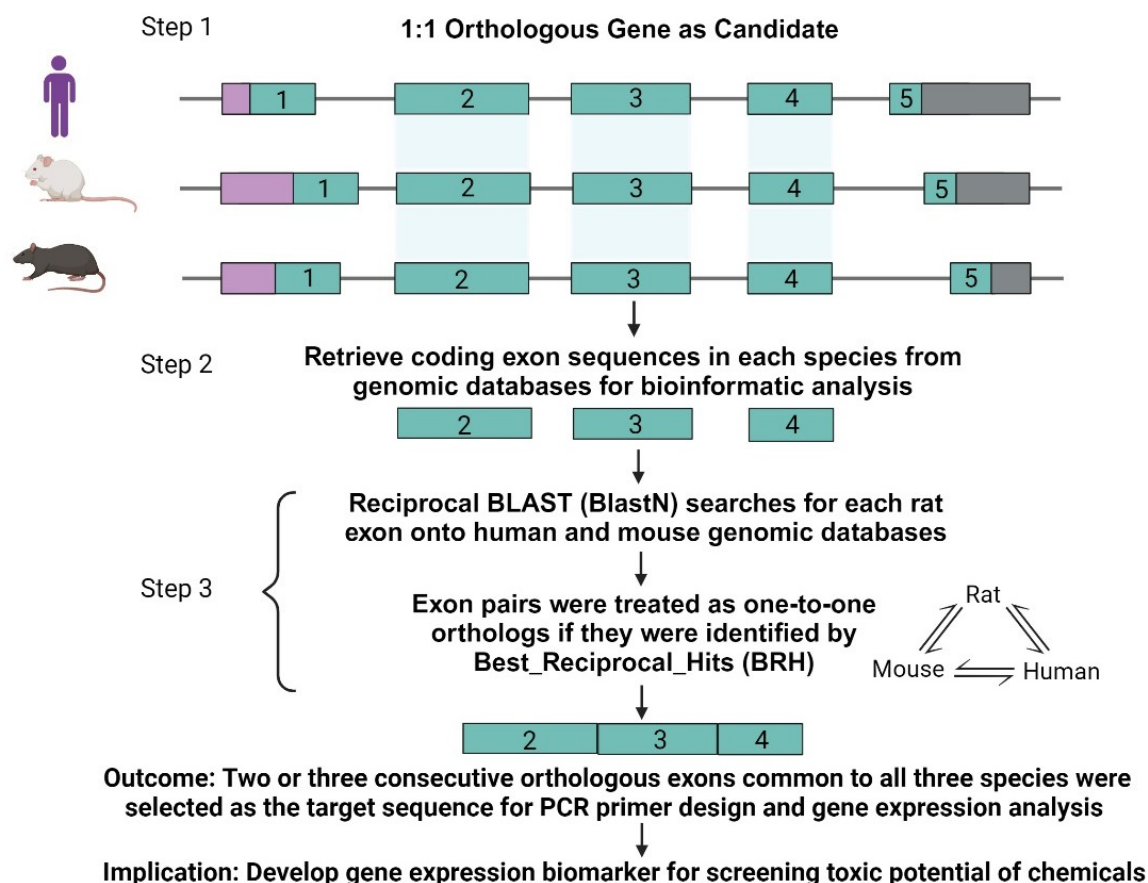 Step 1
1:1 Orthologous Gene as Candidate
1 2 3 4 5
1 2 3 4 5
1 2 3 4 5
Step 2
Retrieve coding exon sequences in each species from
genomic databases for bioinformatic analysis
2 3 4
Reciprocal BLAST (BlastN) searches for each rat
exon onto human and mouse genomic databases
Step 3
Exon pairs were treated as one-to-one
orthologs if they were identified by
Best_Reciprocal_Hits (BRH)
Rat
Mouse Human
2 3 4
Outcome: Two or three consecutive orthologous exons common to all three species were
selected as the target sequence for PCR primer design and gene expression analysis
Implication: Develop gene expression biomarker for screening toxic potential of chemicals